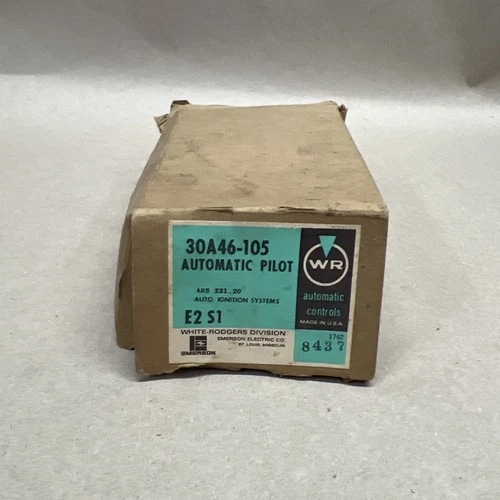 30A46-105
AUTOMATIC PILOT
ANS Z21.20
AUTO. IGNITION SYSTEMS
E2 S1
WHITE-RODGERS DIVISION
EMERSON ELECTRIC CO.
ST. LOUIS, MISSOURI
EMERSON
WR
automatic
controls
MADE IN U.S.A.
1742
8437